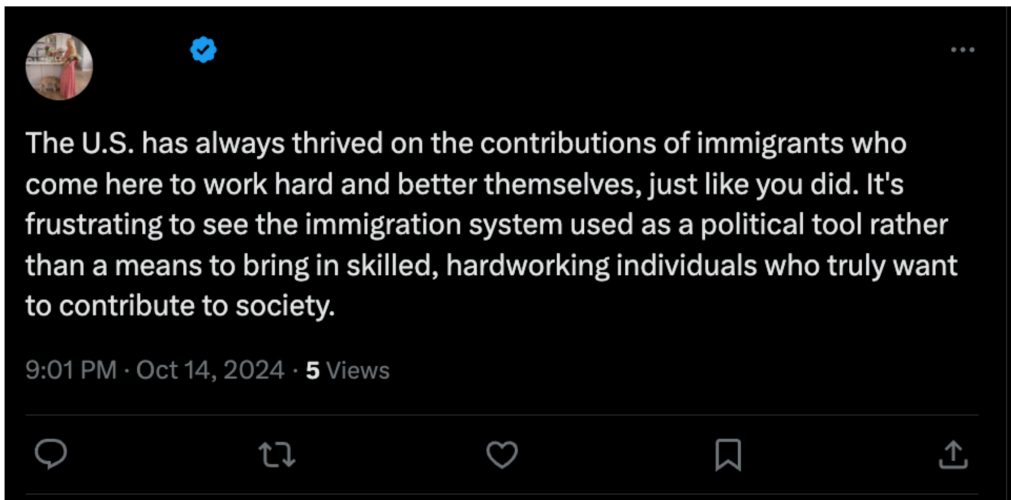 The U.S. has always thrived on the contributions of immigrants who
come here to work hard and better themselves, just like you did. It's
frustrating to see the immigration system used as a political tool rather
than a means to bring in skilled, hardworking individuals who truly want
to contribute to society.
9:01 PM · Oct 14, 2024 · 5 Views